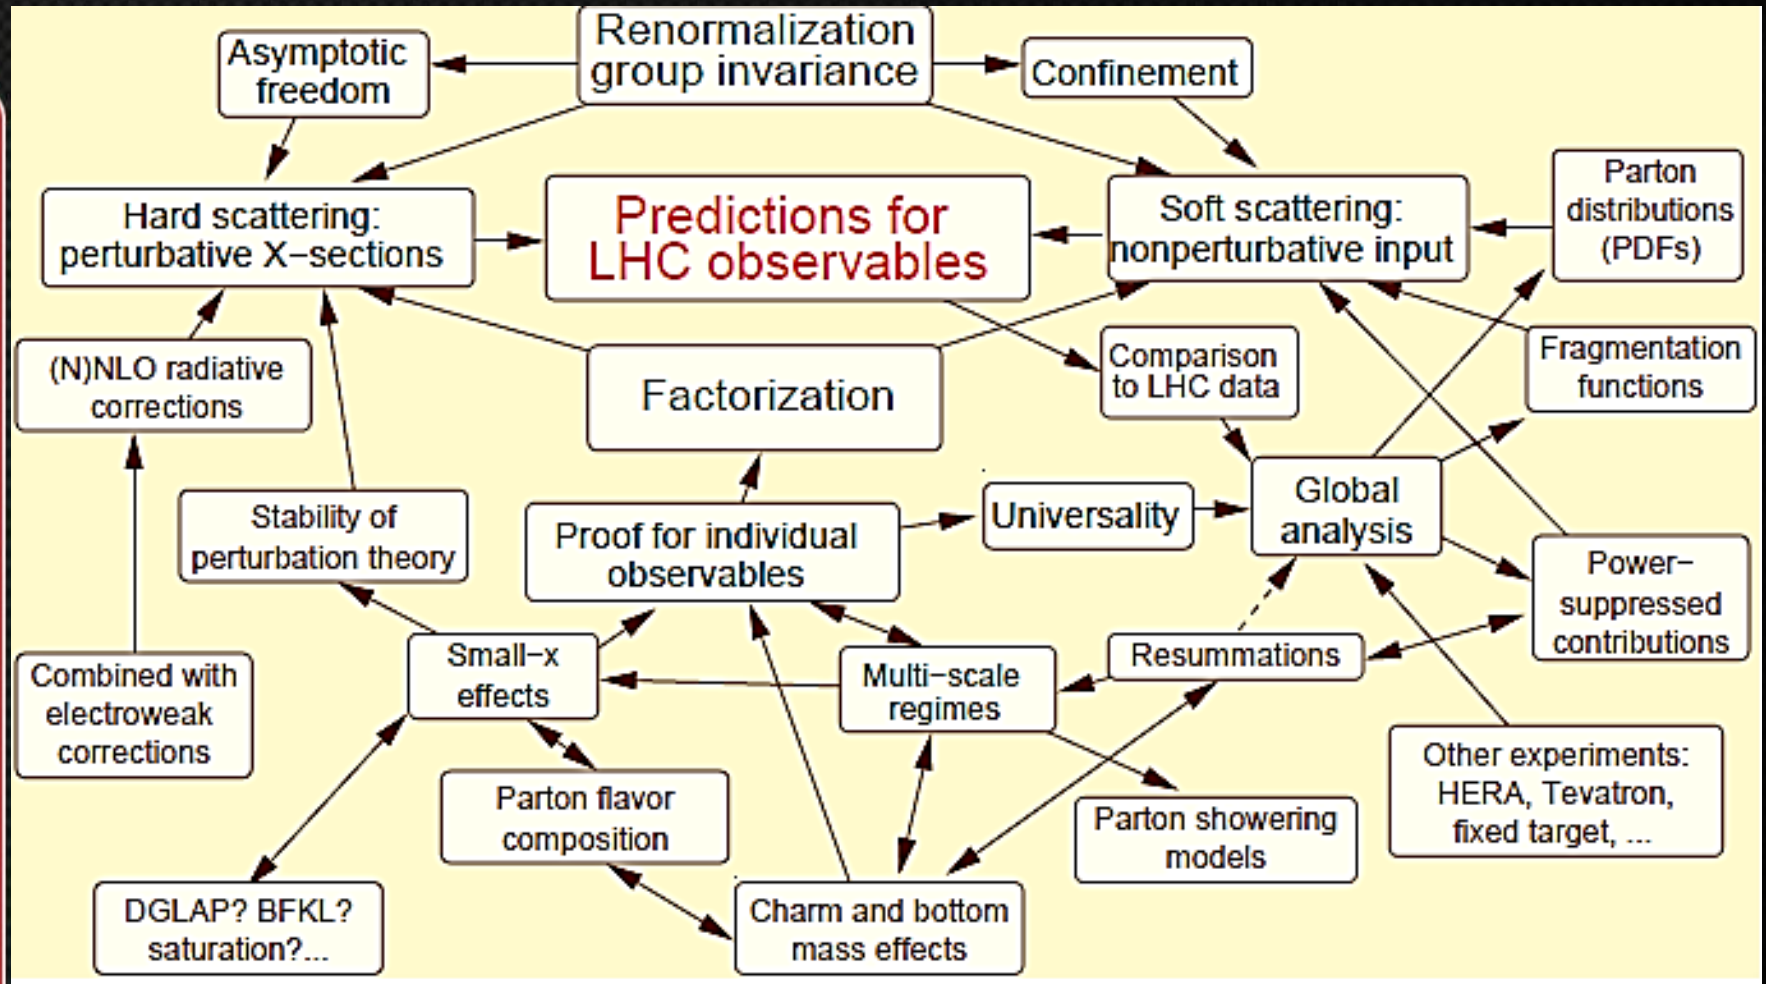 Renormalization
group invariance
Asymptotic
freedom
Confinement
Hard scattering:
perturbative X−sections
Predictions for
LHC observables
Soft scattering:
nonperturbative input
Parton
distributions
(PDFs)
(N)NLO radiative
corrections
Factorization
Comparison
to LHC data
Fragmentation
functions
Stability of
perturbation theory
Proof for individual
observables
Universality
Global
analysis
Power−
suppressed
contributions
Combined with
electroweak
corrections
Small−x
effects
Multi−scale
regimes
Resummations
Other experiments:
HERA, Tevatron,
fixed target, ...
Parton flavor
composition
Parton showering
models
DGLAP? BFKL?
saturation?...
Charm and bottom
mass effects